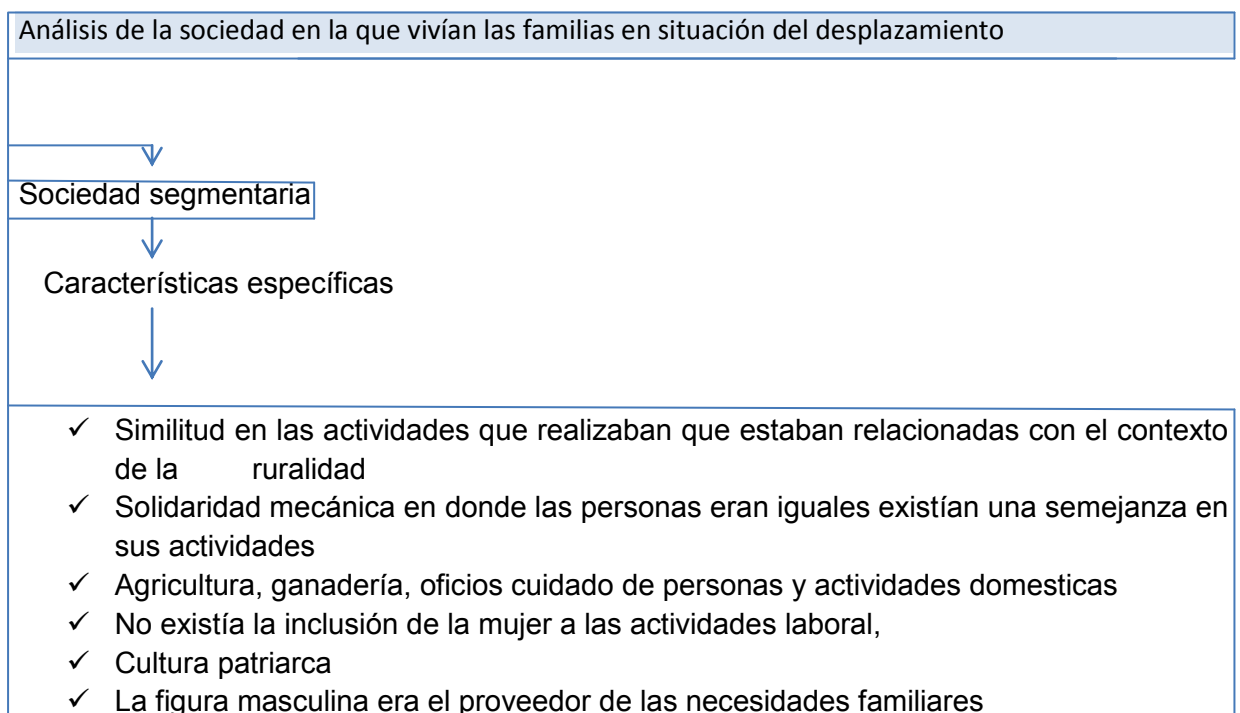 Análisis de la sociedad en la que vivían las familias en situación del desplazamiento
Sociedad segmentaria
Características específicas
✓ Similitud en las actividades que realizaban que estaban relacionadas con el contexto
de la ruralidad
✓ Solidaridad mecánica en donde las personas eran iguales existían una semejanza en
sus actividades
✓ Agricultura, ganadería, oficios cuidado de personas y actividades domesticas
✓ No existía la inclusión de la mujer a las actividades laboral,
✓ Cultura patriarca
✓ La figura masculina era el proveedor de las necesidades familiares